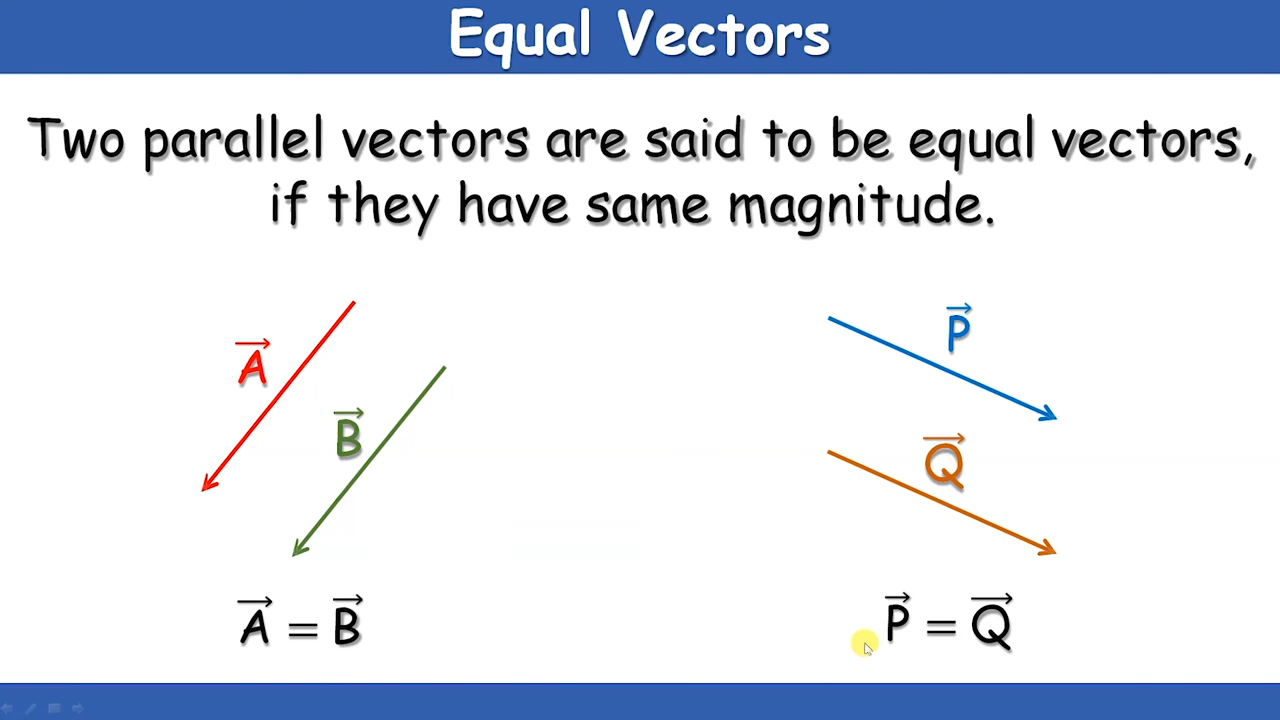 Equal Vectors
Two parallel vectors are said to be equal vectors,
if they have same magnitude.
A⃗
B⃗
P⃗
Q⃗
A⃗ = B⃗
P⃗ = Q⃗